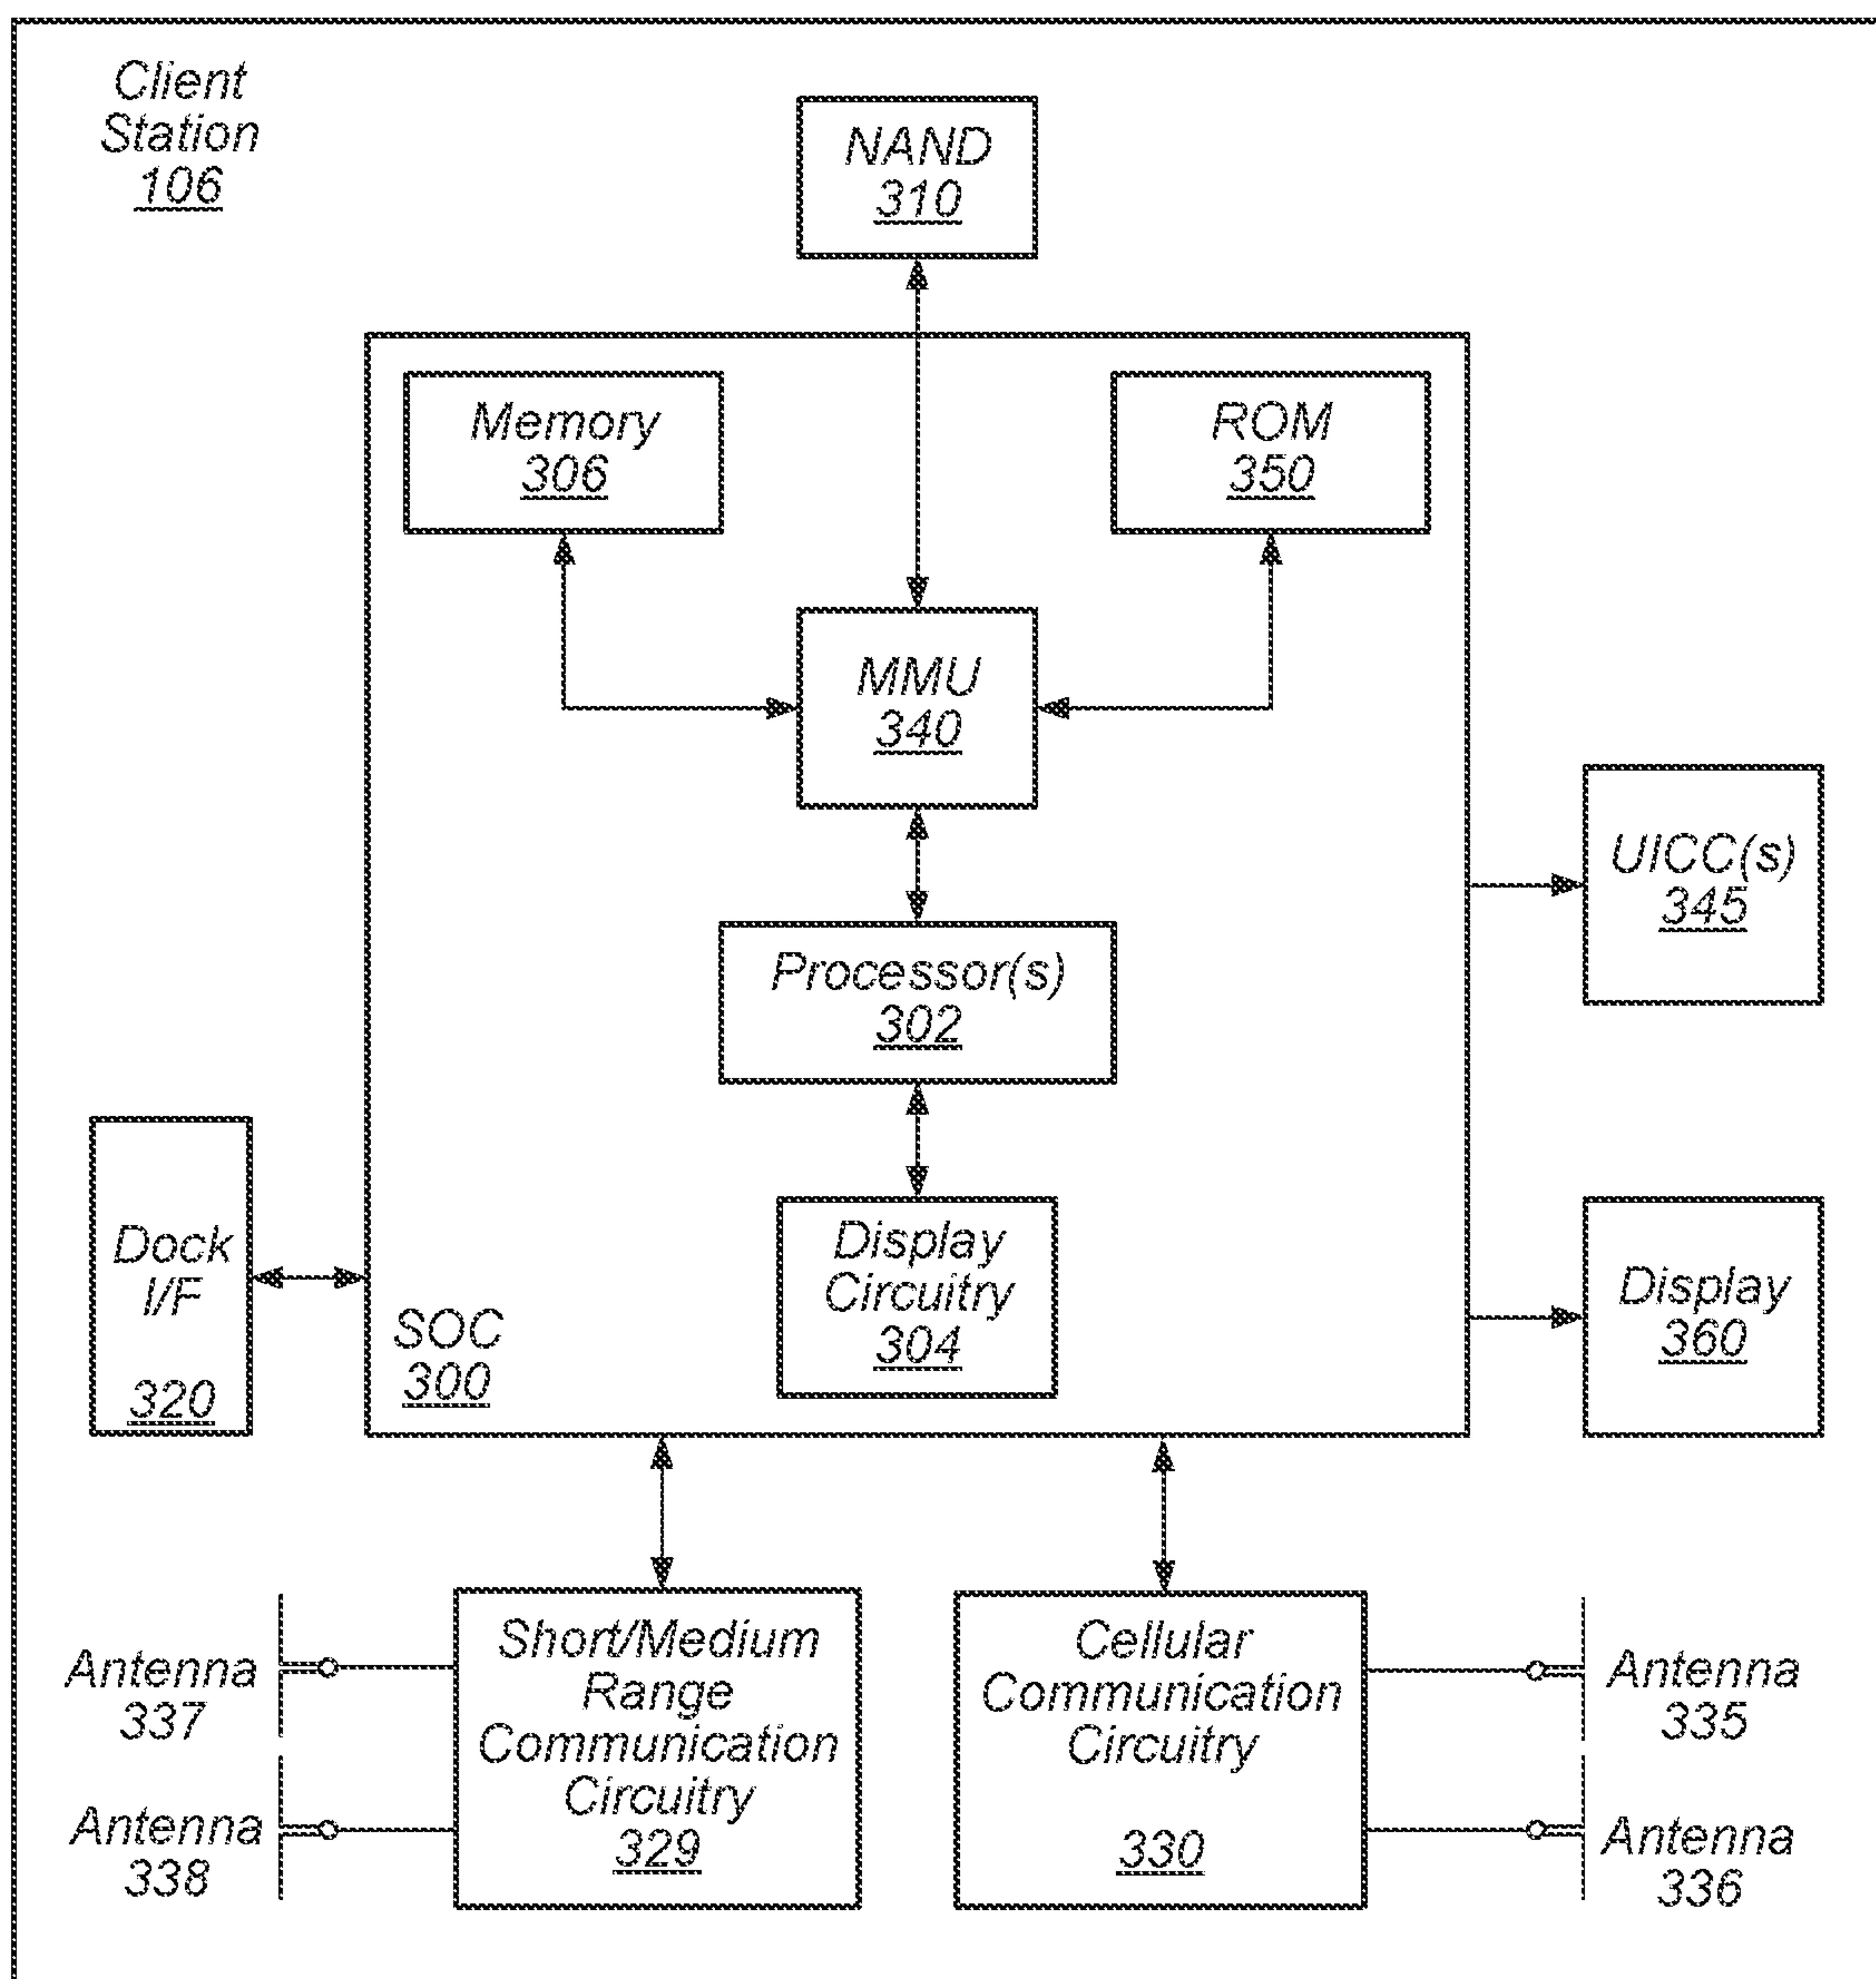 Client
Station
106
NAND
310
Memory
306
ROM
350
MMU
340
UICC(s)
345
Processor(s)
302
Dock
I/F
320
Display
Circuitry
304
SOC
300
Display
360
Antenna
337
Antenna
338
Short/Medium
Range
Communication
Circuitry
329
Cellular
Communication
Circuitry
330
Antenna
335
Antenna
336